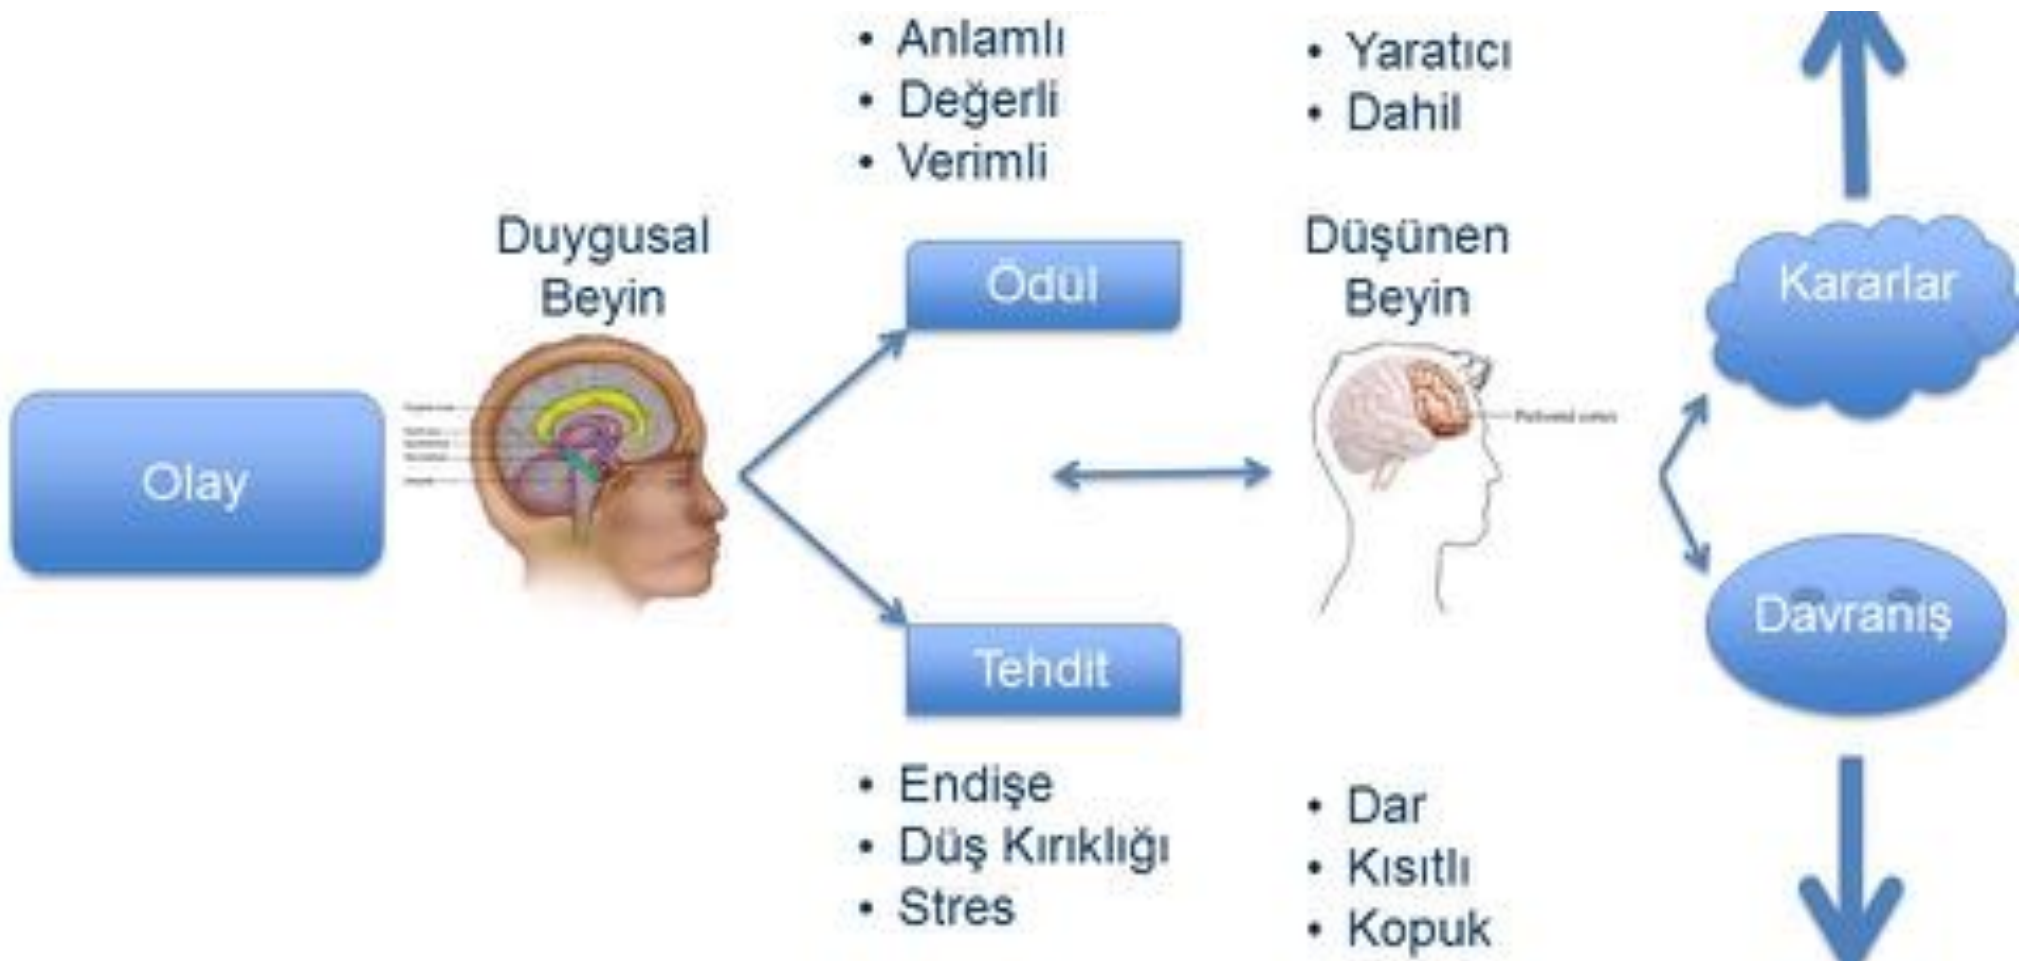 • Anlamlı
• Değerli
• Verimli
• Yaratıcı
• Dahil
Duygusal
Beyin
Ödül
Düşünen
Beyin
Kararlar
Olay
Davranış
Tehdit
• Endişe
• Düş Kırıklığı
• Stres
• Dar
• Kısıtlı
• Kopuk